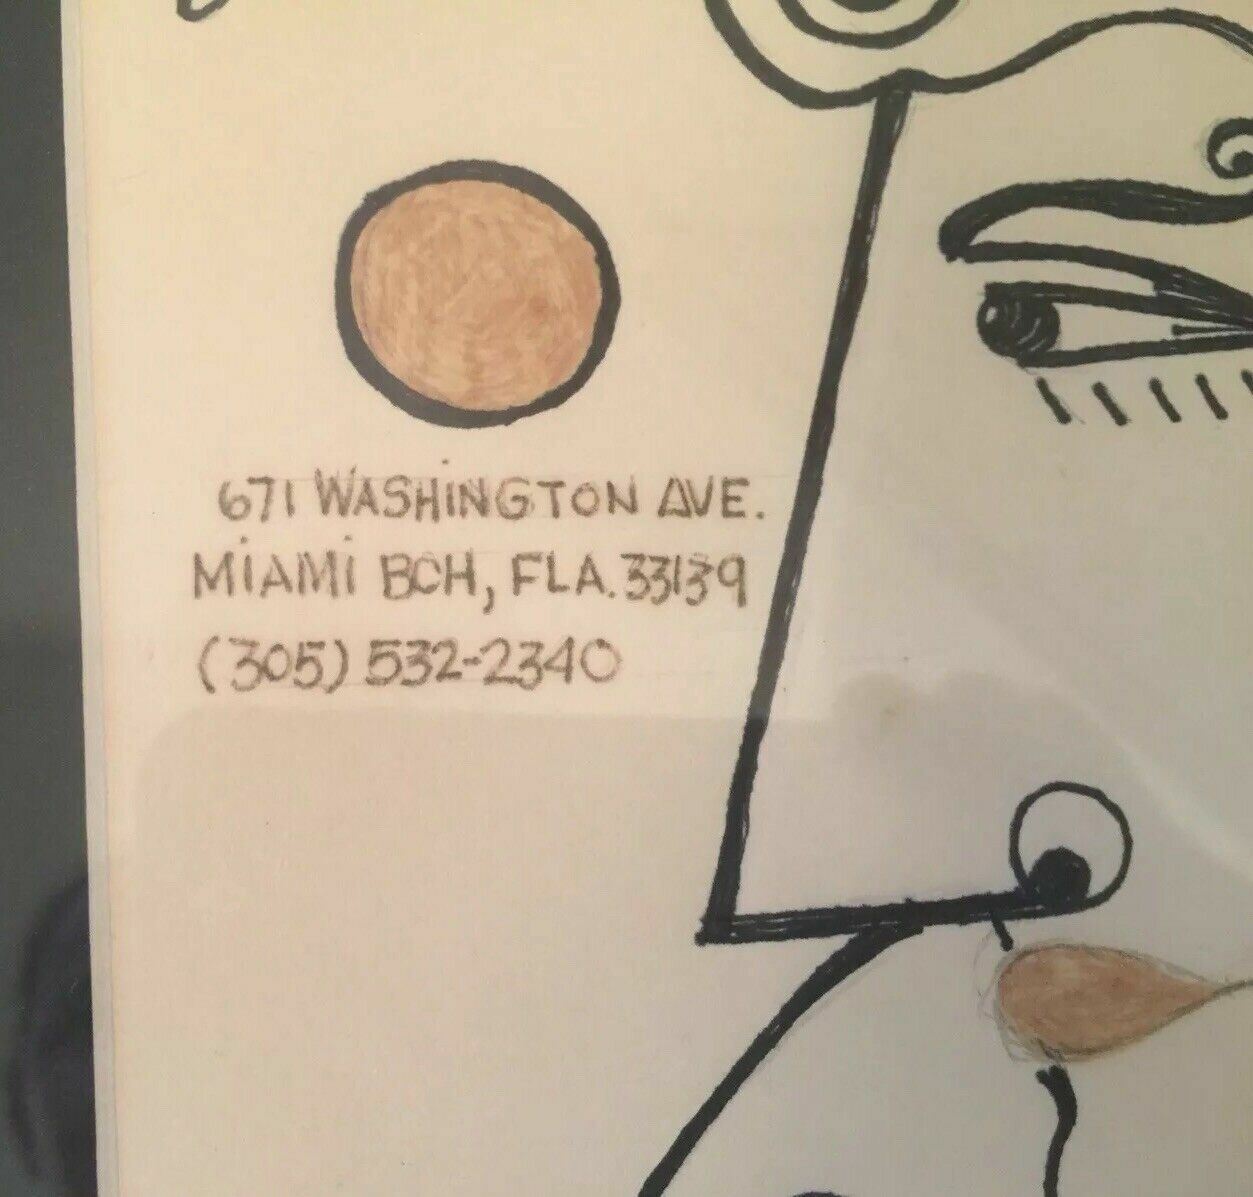 671 WASHINGTON AVE.
MIAMI BCH, FLA. 33139
(305) 532-2340